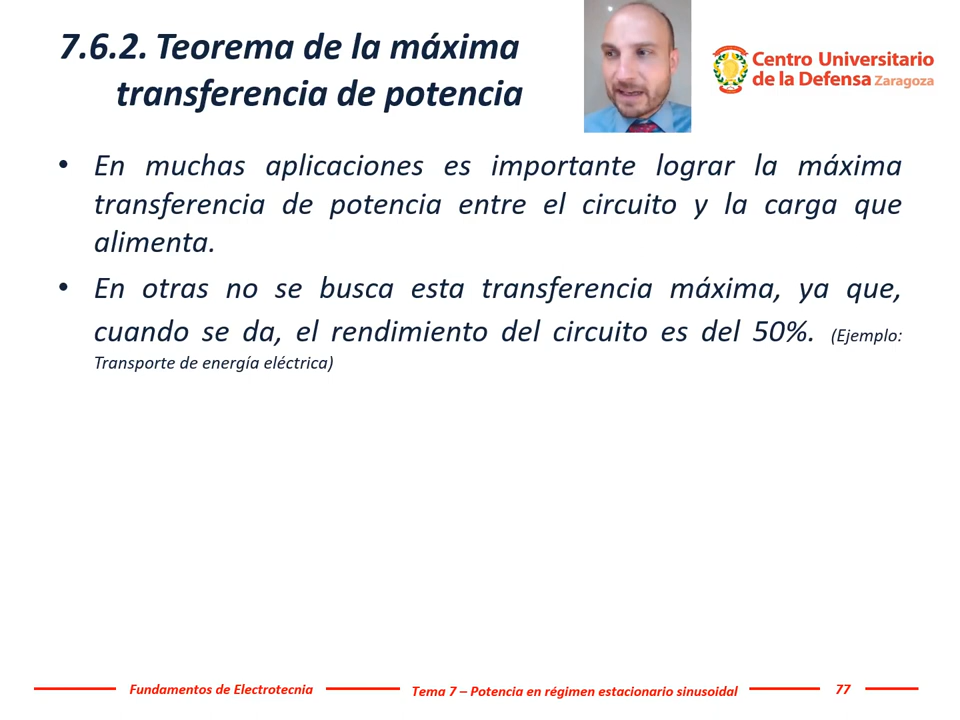 7.6.2. Teorema de la máxima
transferencia de potencia
Centro Universitario
de la Defensa Zaragoza
• En muchas aplicaciones es importante lograr la máxima
transferencia de potencia entre el circuito y la carga que
alimenta.
• En otras no se busca esta transferencia máxima, ya que,
cuando se da, el rendimiento del circuito es del 50%. (Ejemplo:
Transporte de energía eléctrica)
Fundamentos de Electrotecnia
Tema 7 – Potencia en régimen estacionario sinusoidal
77